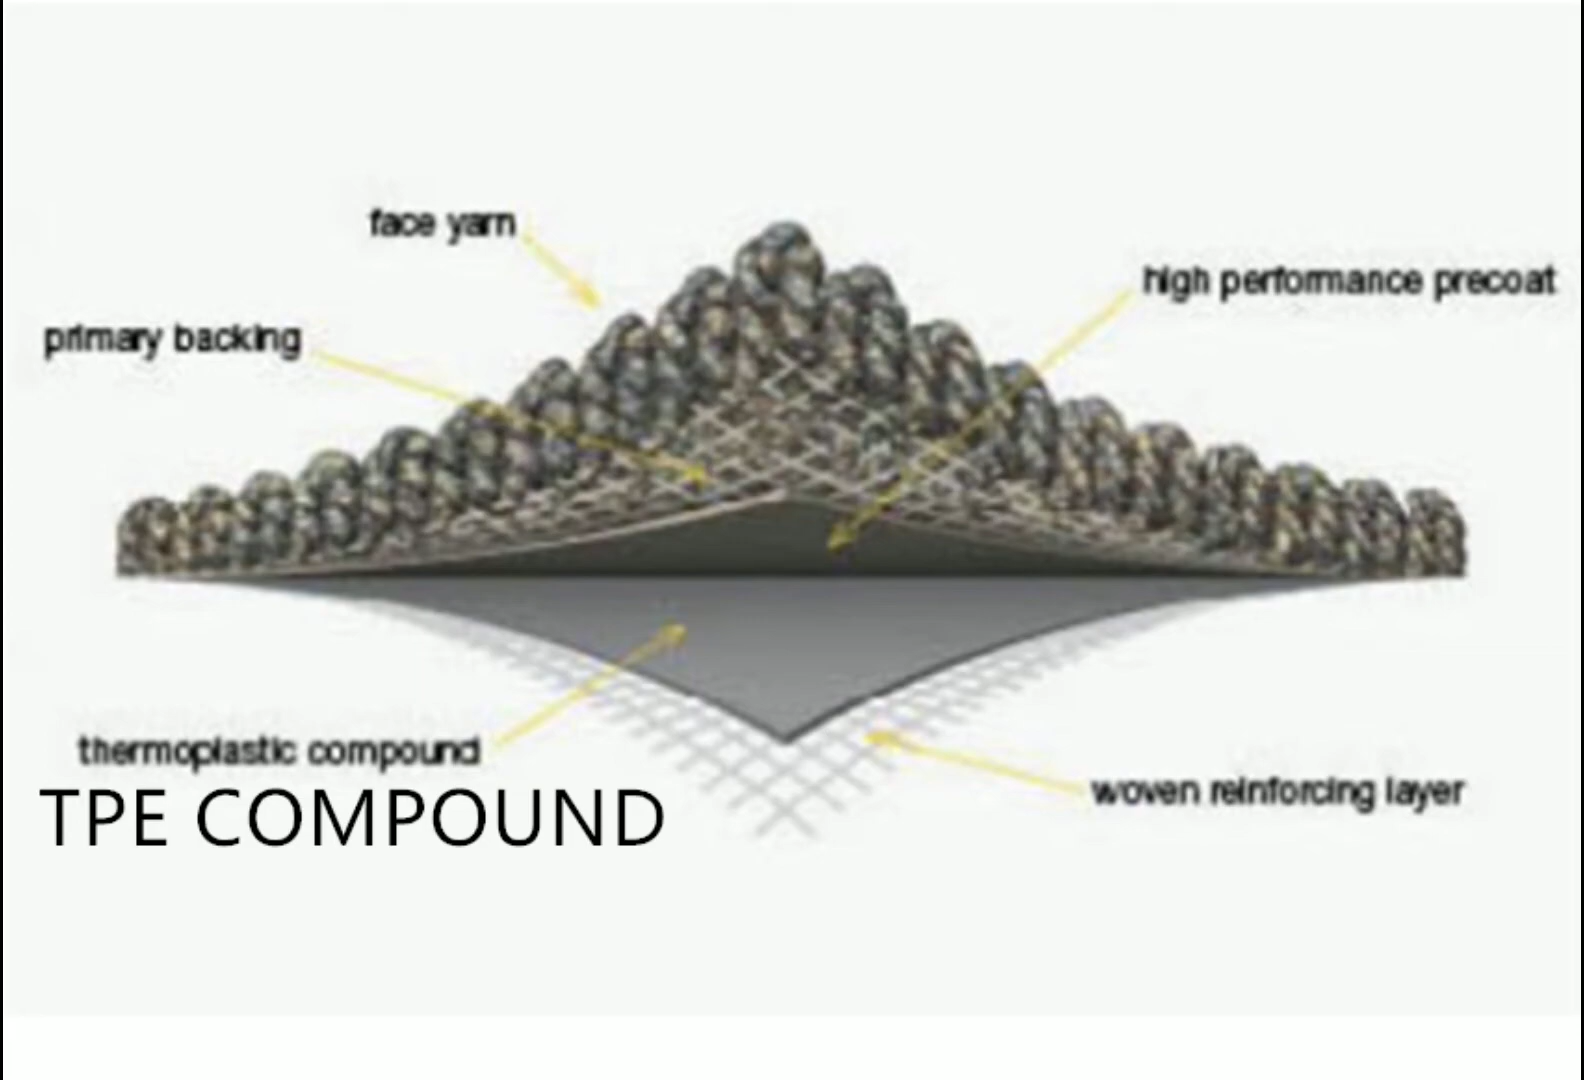 face yarn
high performance precoat
primary backing
thermoplastic compound
woven reinforcing layer
TPE COMPOUND